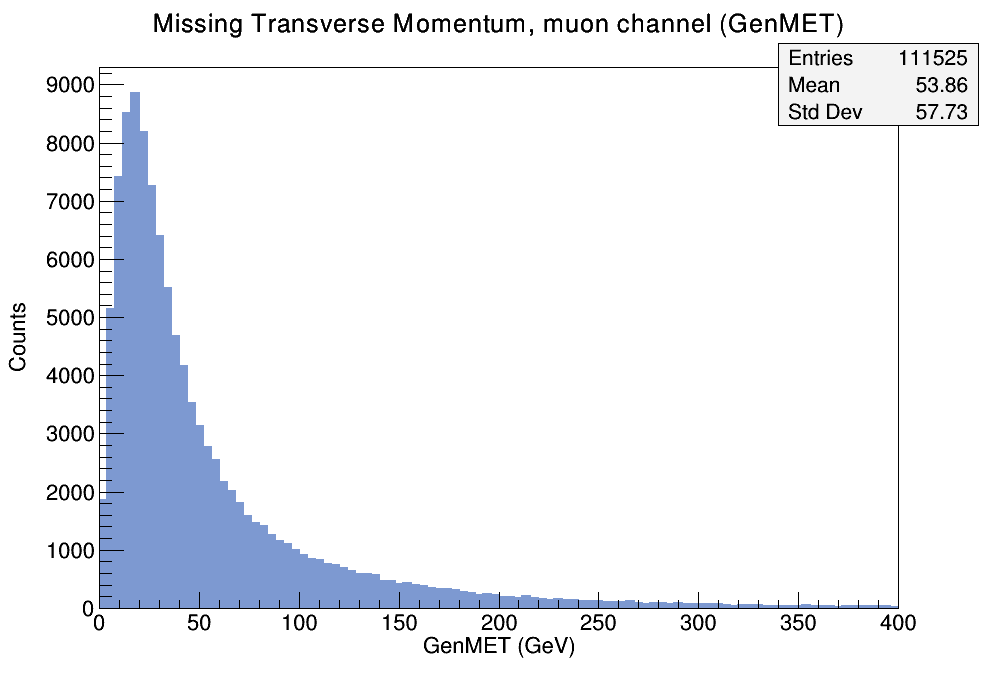 Missing Transverse Momentum, muon channel (GenMET)
Entries 111525
Mean 53.86
Std Dev 57.73
9000
8000
7000
6000
5000
4000
3000
2000
1000
0
Counts
0 50 100 150 200 250 300 350 400
GenMET (GeV)